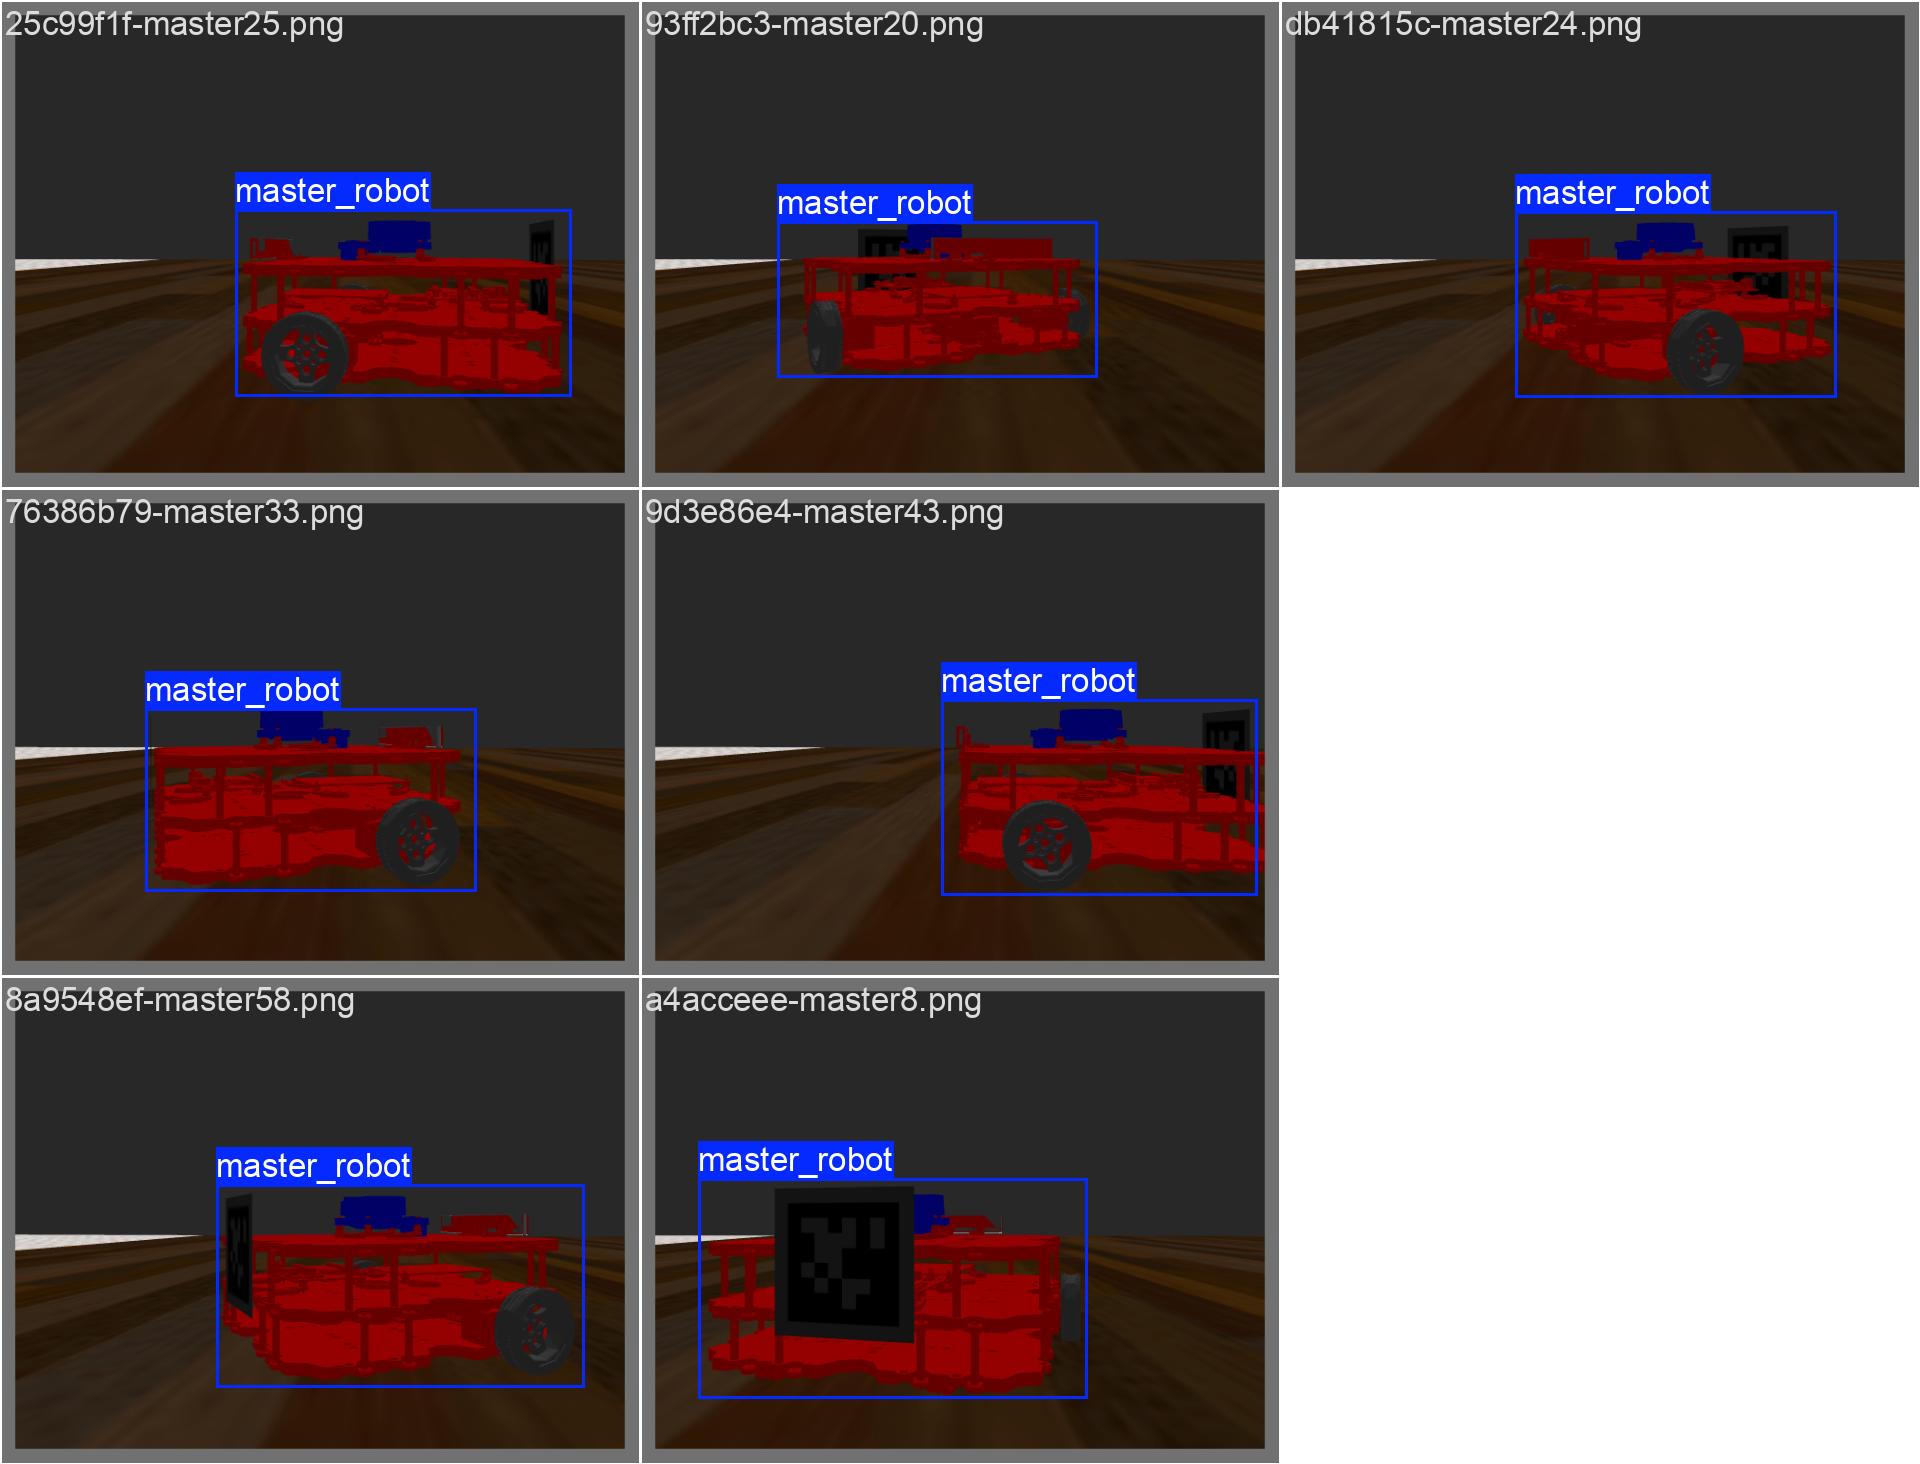 25c99f1f-master25.png
93ff2bc3-master20.png
db41815c-master24.png
master_robot
master_robot
master_robot
76386b79-master33.png
9d3e86e4-master43.png
master_robot
master_robot
8a9548ef-master58.png
a4acceee-master8.png
master_robot
master_robot